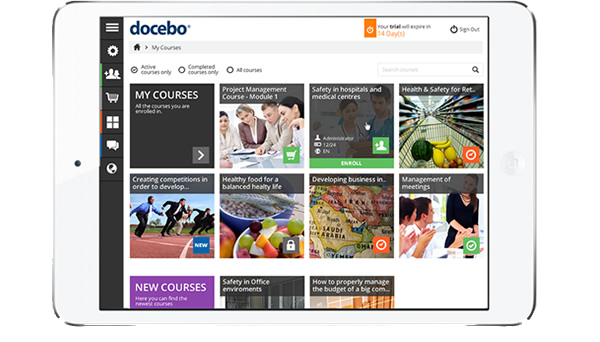 docebo®
Your trial will expire in
14 Day(s)
Sign Out
My Courses
Active
courses only
Completed
courses only
All courses
Search courses
MY COURSES
All the courses you are
enrolled in.
Project Management
Course - Module 1
Safety in hospitals and
medical centres
Administrator
12/24
EN
ENROLL
Health & Safety for Ret..
Creating competitions in
order to develop...
NEW
Healthy food for a
balanced healty life
Developing business in..
SAUDI
ARABIA
Management of
meetings
NEW COURSES
Here you can find the
newest courses
Safety in Office
enviroments
How to properly manage
the budget of a big com...